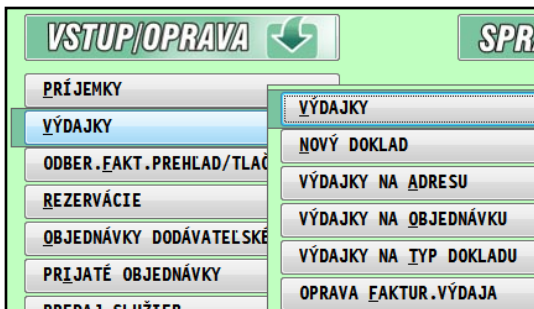 VSTUP/OPRAVA
PRÍJEMKY
VÝDAJKY
ODBER.FAKT.PREHĽAD/TLAČ
REZERVÁCIE
OBJEDNÁVKY DODÁVATEĽSKÉ
PRIJATÉ OBJEDNÁVKY
VÝDAJKY
NOVÝ DOKLAD
VÝDAJKY NA ADRESU
VÝDAJKY NA OBJEDNÁVKU
VÝDAJKY NA TYP DOKLADU
OPRAVA FAKTUR.VÝDAJA